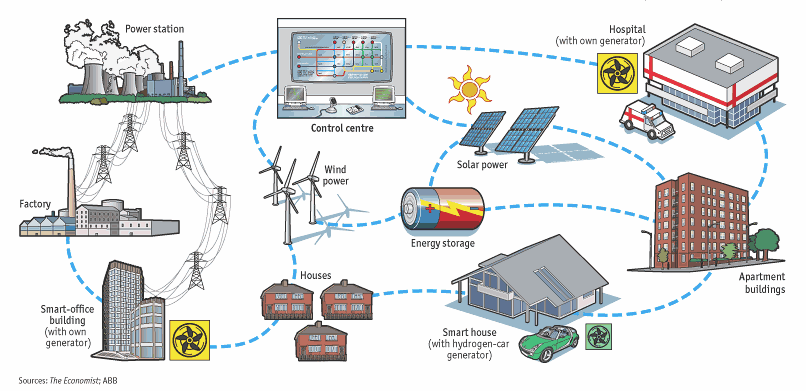 Power station
Hospital
(with own generator)
Control centre
Solar power
Wind
power
Factory
Energy storage
Houses
Apartment
buildings
Smart-office
building
(with own
generator)
Smart house
(with hydrogen-car
generator)
Sources: The Economist; ABB